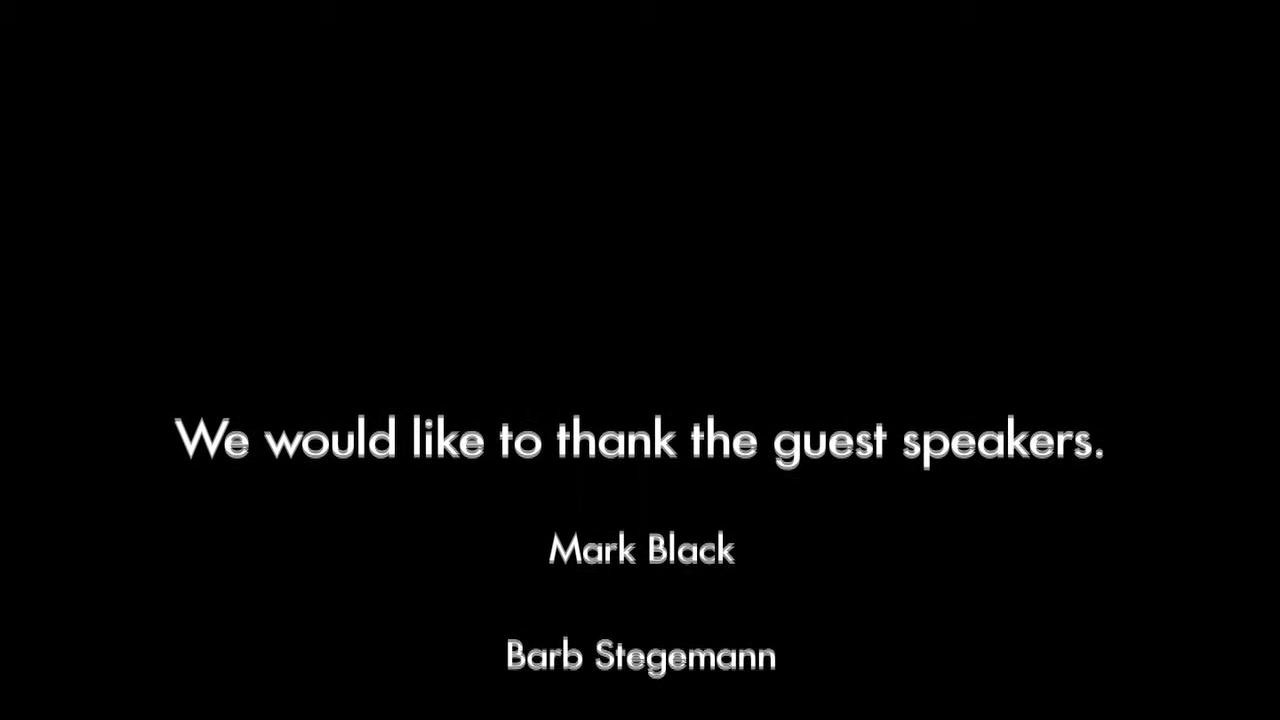 We would like to thank the guest speakers.
Mark Black
Barb Stegemann